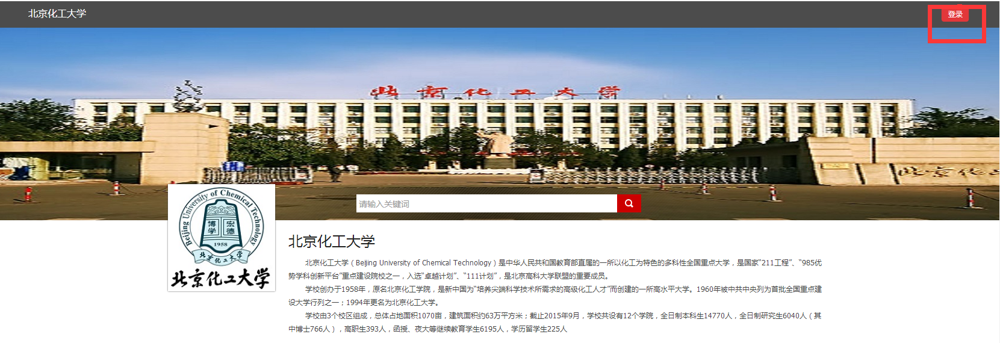 北京化工大学
登录
北京化工大学
北京化工
请输入关键词
Beijing University of Chemical Technology
博学 宏德
1958
北京化工大学
北京化工大学
北京化工大学
北京化工大学（Beijing University of Chemical Technology）是中华人民共和国教育部直属的一所以化工为特色的多科性全国重点大学，是国家“211工程”、“985优
势学科创新平台”重点建设院校之一，入选“卓越计划”、“111计划”，是北京高科大学联盟的重要成员。
学校创办于1958年，原名北京化工学院，是新中国为“培养尖端科学技术所需求的高级化工人才”而创建的一所高水平大学。1960年被中共中央列为首批全国重点建
设大学行列之一；1994年更名为北京化工大学。
学校由3个校区组成，总体占地面积1070亩，建筑面积约63万平方米；截止2015年9月，学校共设有12个学院，全日制本科生14770人，全日制研究生6040人（其
中博士766人），高职生393人，函授、夜大等继续教育学生6195人，学历留学生225人